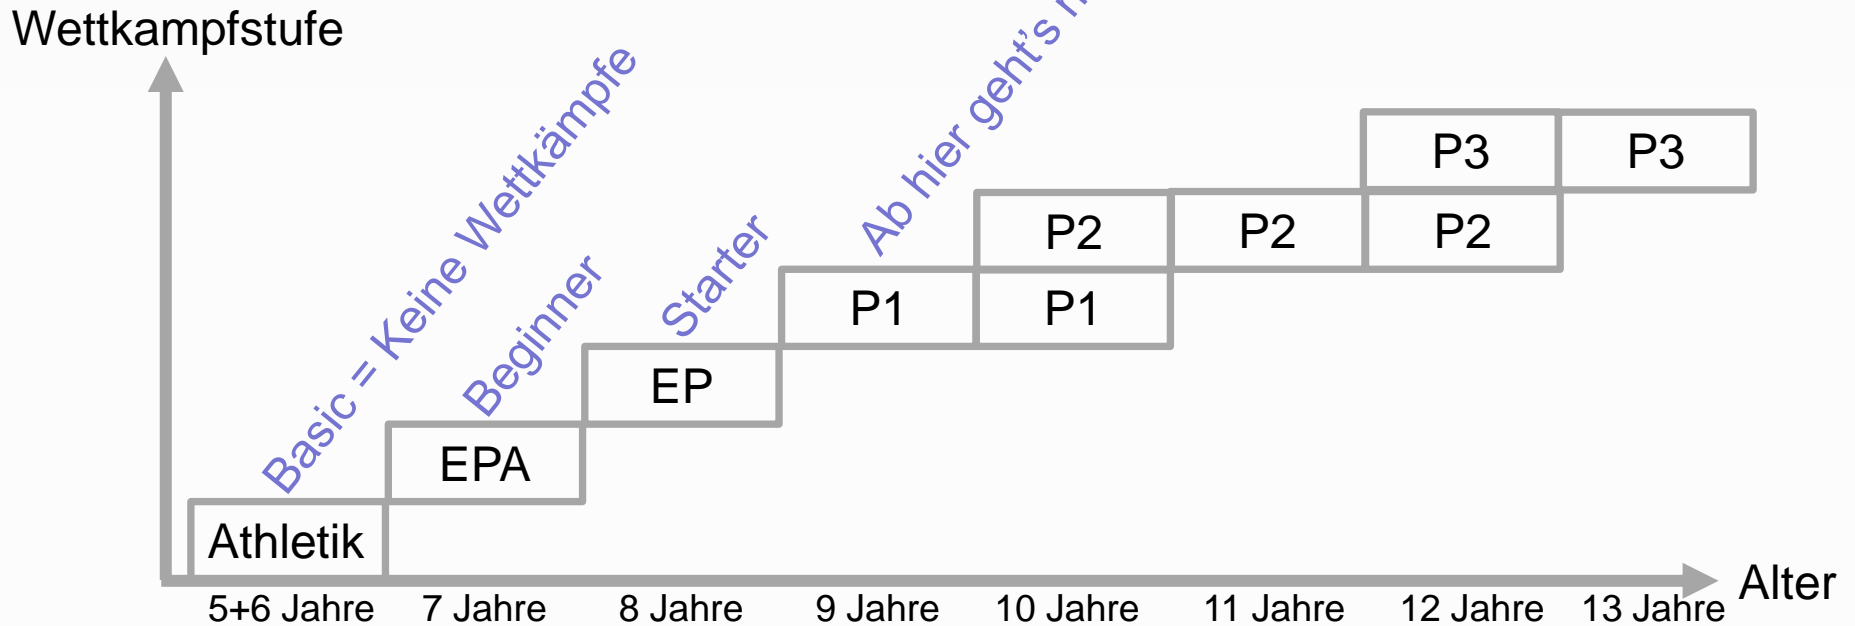 Wettkampfstufe
Basic = Keine Wettkämpfe
Beginner
Starter
Ab hier geht's
P3 P3
P2 P2 P2
P1 P1
EP
EPA
Athletik
5+6 Jahre 7 Jahre 8 Jahre 9 Jahre 10 Jahre 11 Jahre 12 Jahre 13 Jahre
Alter